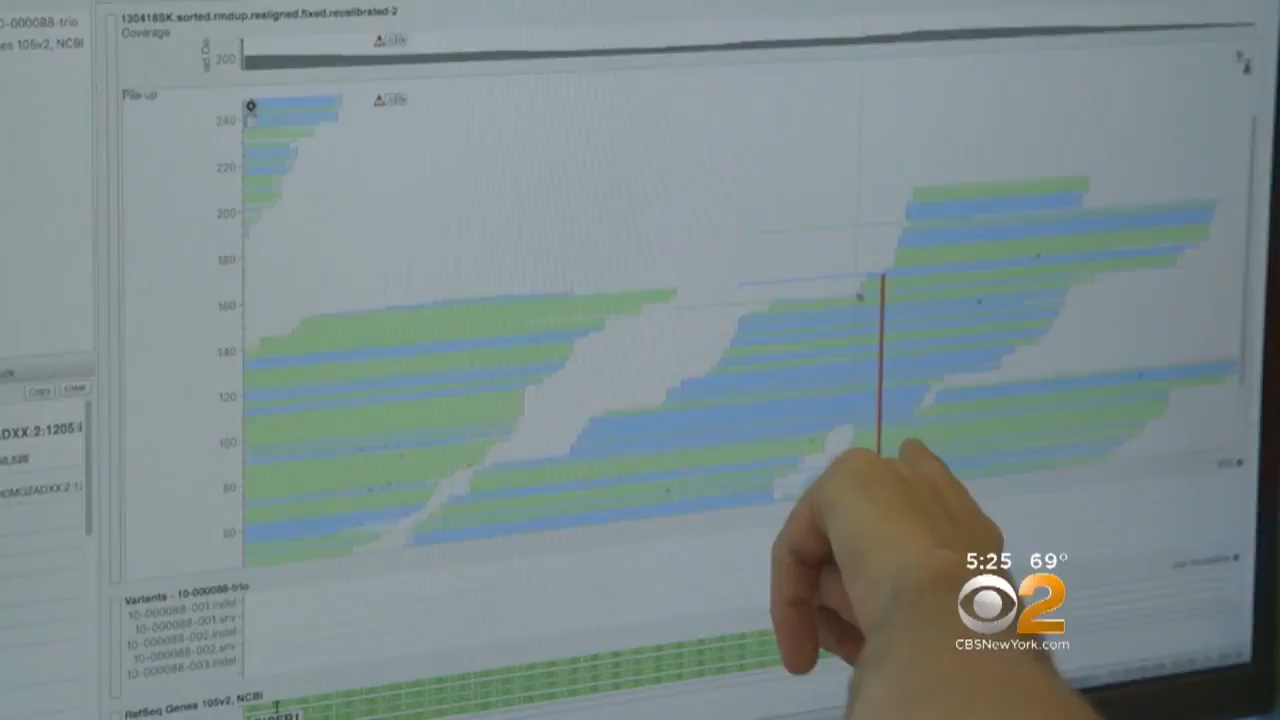 0-000088-trio
nes 105v2, NCBI
130418SK.sorted.rmdup.realigned.fixed.recalibrated-2
Coverage
200
Pile-up
240
220
200
180
160
140
120
100
80
60
Copy Clear
DXX:2:1205:
Variants - 10-000088-trio
10-000088-001.indel
10-000088-001.snv
10-000088-002.indel
10-000088-002.snv
10-000088-003.indel
RefSeq Genes 105v2, NCBI
5:25 69°
2
CBSNewYork.com